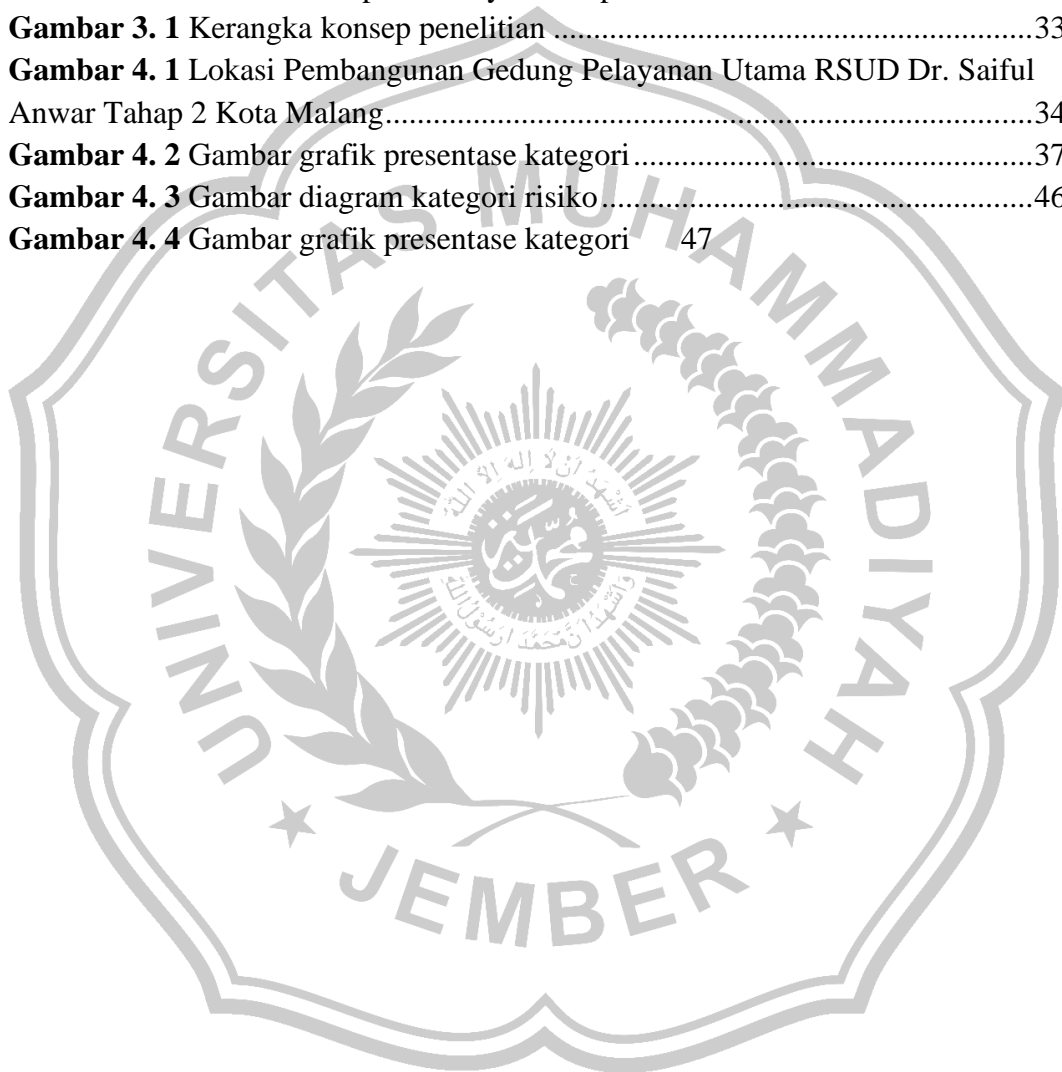 Gambar 3. 1 Kerangka konsep penelitian ............................................................33
Gambar 4. 1 Lokasi Pembangunan Gedung Pelayanan Utama RSUD Dr. Saiful
Anwar Tahap 2 Kota Malang.................................................................................34
Gambar 4. 2 Gambar grafik presentase kategori..................................................37
Gambar 4. 3 Gambar diagram kategori risiko......................................................46
Gambar 4. 4 Gambar grafik presentase kategori 47
UNIVERSITAS MUHAMMADIYAH
JEMBER